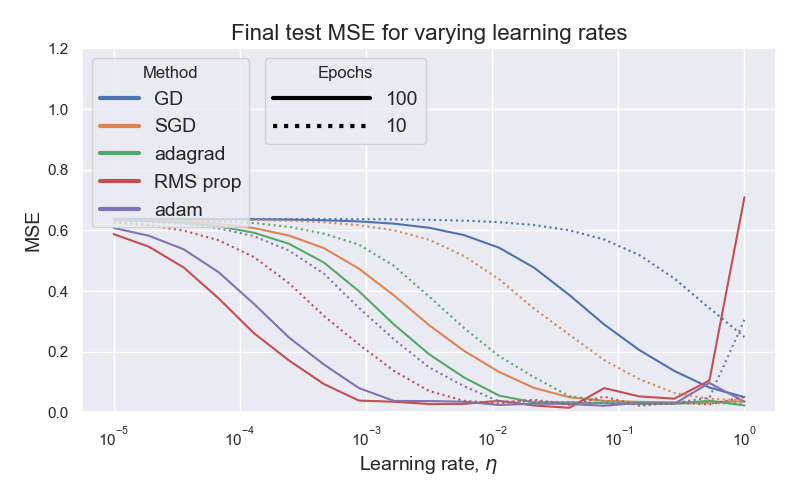 Final test MSE for varying learning rates
MSE
1.2
1.0
0.8
0.6
0.4
0.2
0.0
Method
GD
SGD
adagrad
RMS prop
adam
Epochs
100
10
10⁻⁵ 10⁻⁴ 10⁻³ 10⁻² 10⁻¹ 10⁰
Learning rate, η